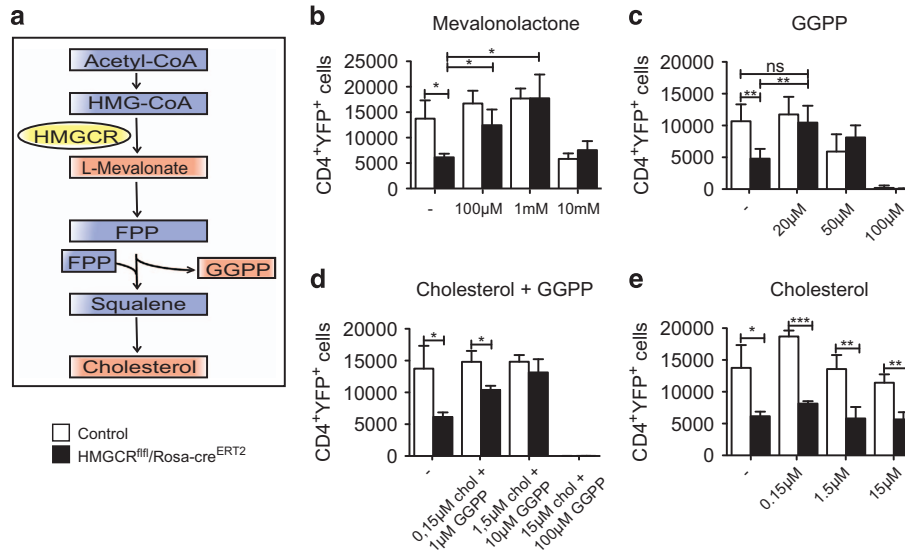 a
Acetyl-CoA
HMG-CoA
HMGCR
L-Mevalonate
FPP
FPP
GGPP
Squalene
Cholesterol
Control
HMGCRflfl/Rosa-creERT2
b
Mevalonolactone
CD4+YFP+ cells
25000
20000
15000
10000
5000
0
*
*
*
- 100µM 1mM 10mM
c
GGPP
CD4+YFP+ cells
20000
15000
10000
5000
0
ns
** **
-
20µM
50µM
100µM
d
Cholesterol + GGPP
CD4+YFP+ cells
20000
15000
10000
5000
0
* *
-
0,15µM chol +
1µM GGPP
1,5µM chol +
10µM GGPP
15µM chol +
100µM GGPP
e
Cholesterol
CD4+YFP+ cells
20000
15000
10000
5000
0
* *** ** **
-
0.15µM
1,5µM
15µM